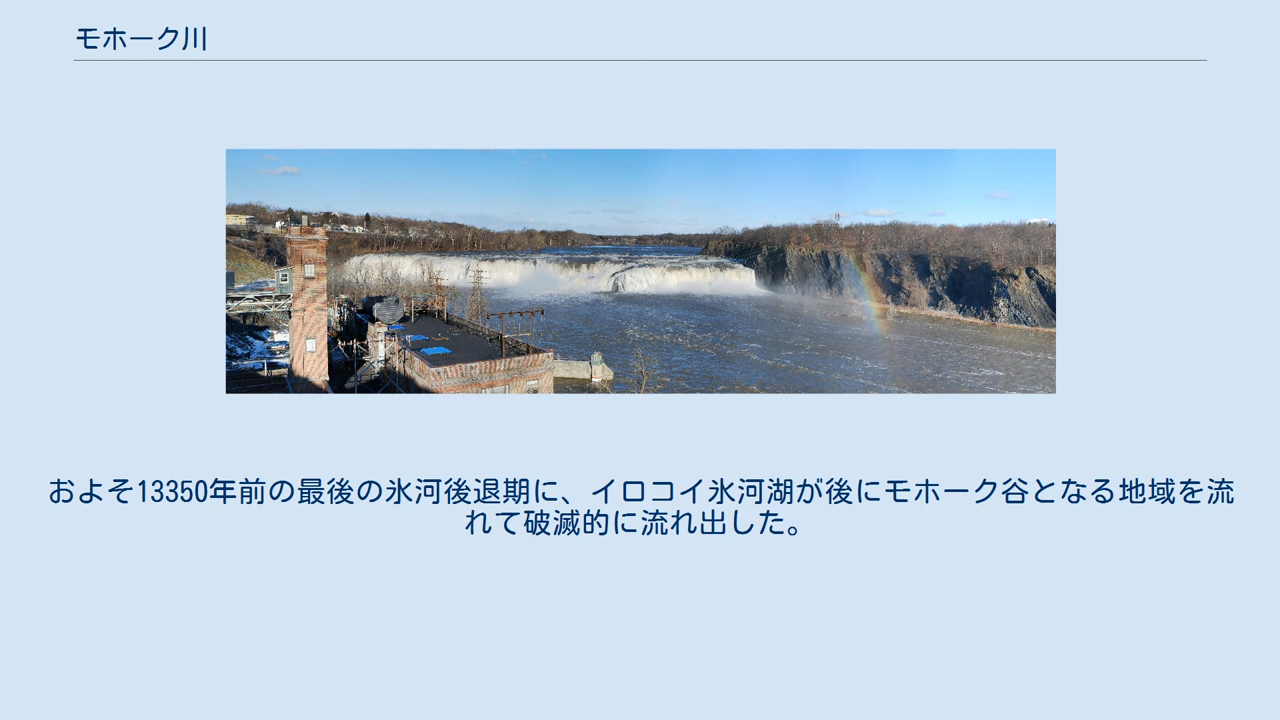 モホーク川
およそ13350年前の最後の氷河後退期に、イロコイ氷河湖が後にモホーク谷となる地域を流
れて破滅的に流れ出した。